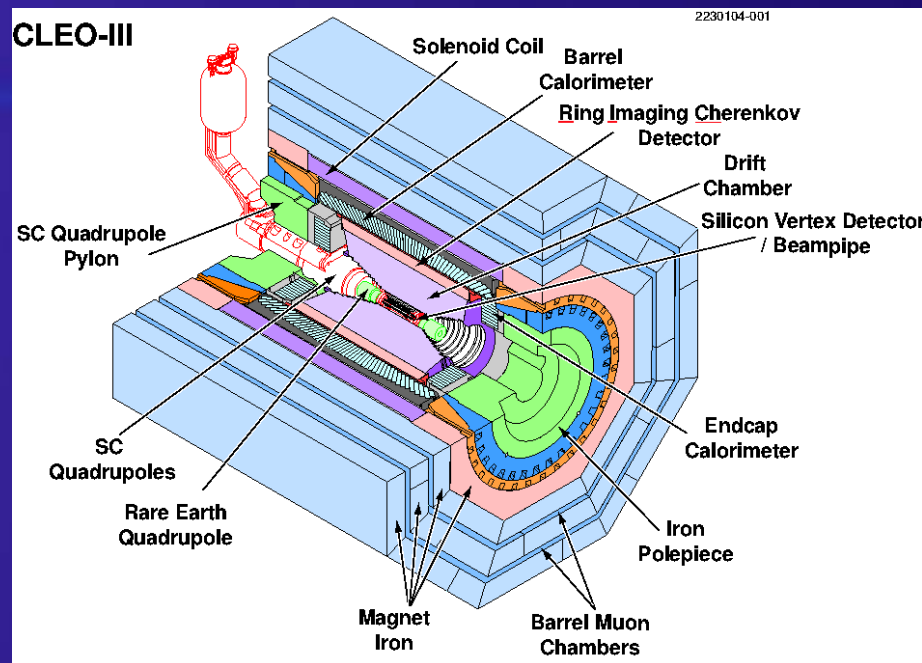 CLEO-III
2230104-001
Solenoid Coil
Barrel
Calorimeter
Ring Imaging Cherenkov
Detector
Drift
Chamber
Silicon Vertex Detector
/ Beampipe
SC Quadrupole
Pylon
SC
Quadrupoles
Rare Earth
Quadrupole
Magnet
Iron
Barrel Muon
Chambers
Iron
Polepiece
Endcap
Calorimeter